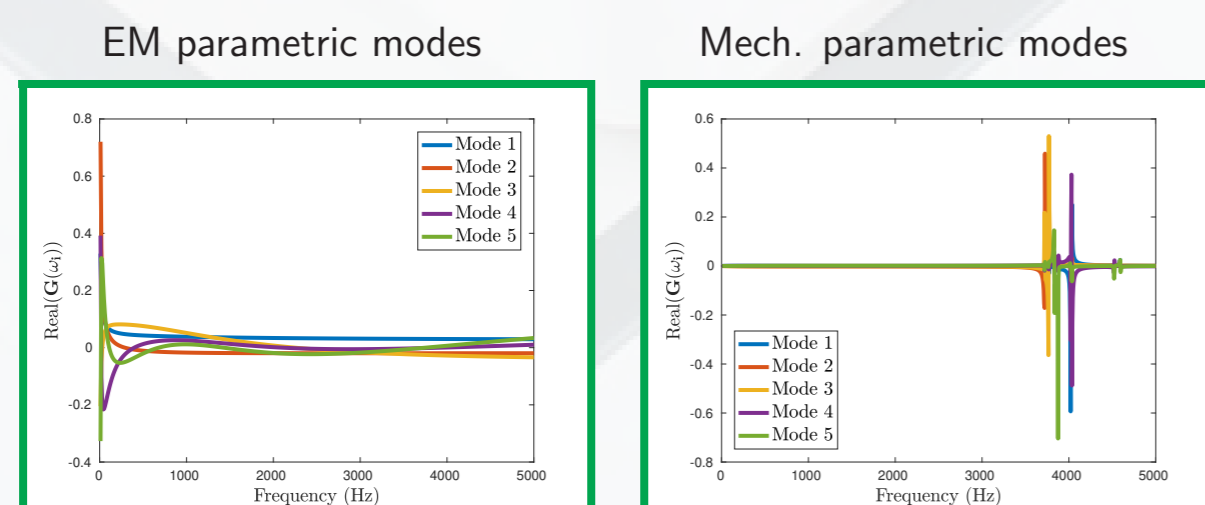 EM parametric modes
0.8
0.6
0.4
0.2
0
-0.2
-0.4
0
1000
2000
3000
4000
5000
Frequency (Hz)
Real(G(ωi))
Mode 1
Mode 2
Mode 3
Mode 4
Mode 5
Mech. parametric modes
0.6
0.4
0.2
0
-0.2
-0.4
-0.6
-0.8
0
1000
2000
3000
4000
5000
Frequency (Hz)
Real(G(ωi))
Mode 1
Mode 2
Mode 3
Mode 4
Mode 5